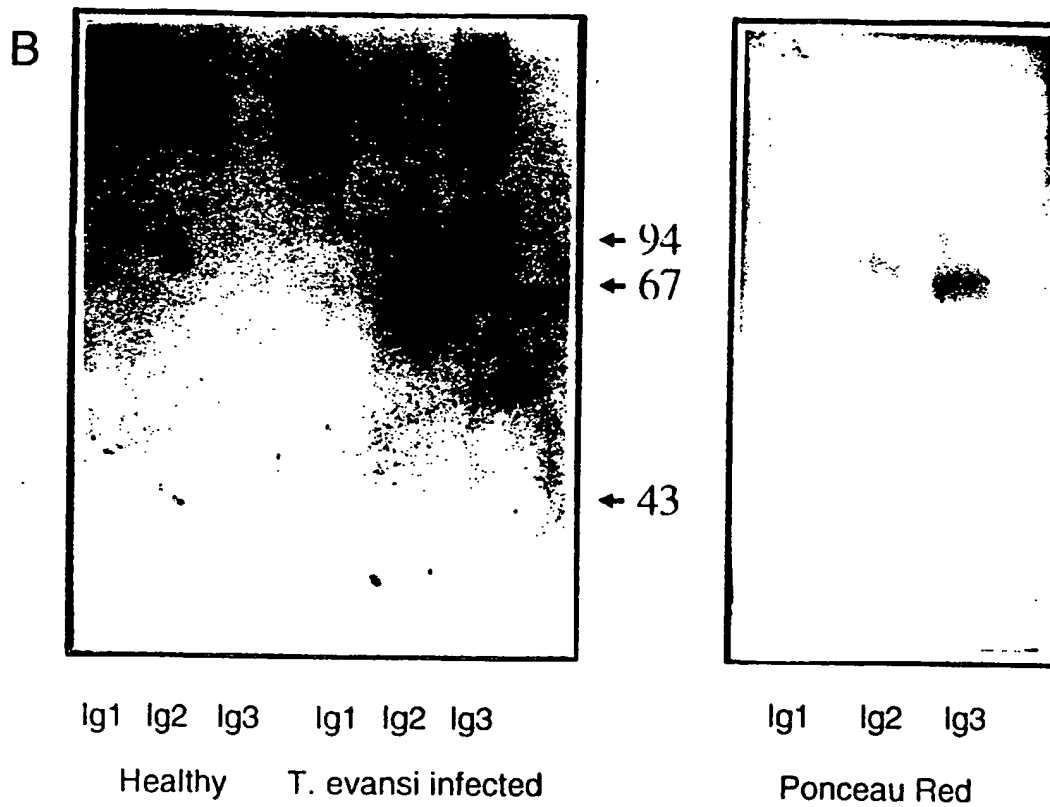 B
94
67
43
Ig1 Ig2 Ig3 Ig1 Ig2 Ig3 Ig1 Ig2 Ig3
Healthy T. evansi infected Ponceau Red